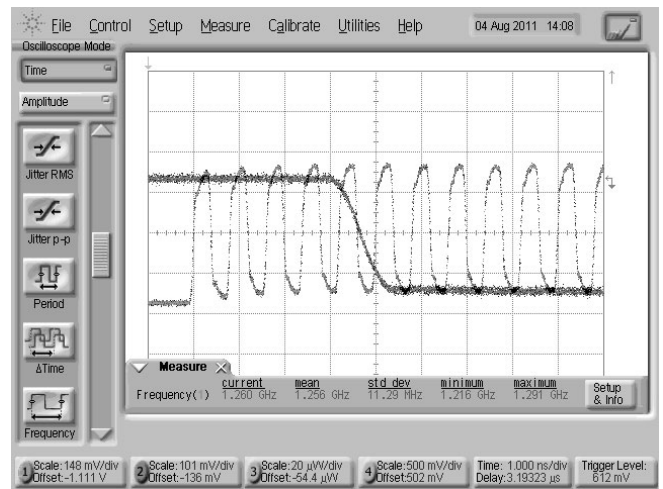 File Control Setup Measure Calibrate Utilities Help 04 Aug 2011 14:08
Oscilloscope Mode
Time
Amplitude
Jitter RMS
Jitter p-p
Period
ΔTime
Frequency
Measure
current mean std dev minimum maximum
Frequency(1) 1.260 GHz 1.256 GHz 11.29 MHz 1.216 GHz 1.291 GHz
Setup & Info
1 Scale:148 mV/div Offset:-1.111 V
2 Scale:101 mV/div Offset:-136 mV
3 Scale:20 µW/div Offset:-54.4 µW
4 Scale:500 mV/div Offset:502 mV
Time: 1.000 ns/div Delay:3.19323 µs
Trigger Level: 612 mV